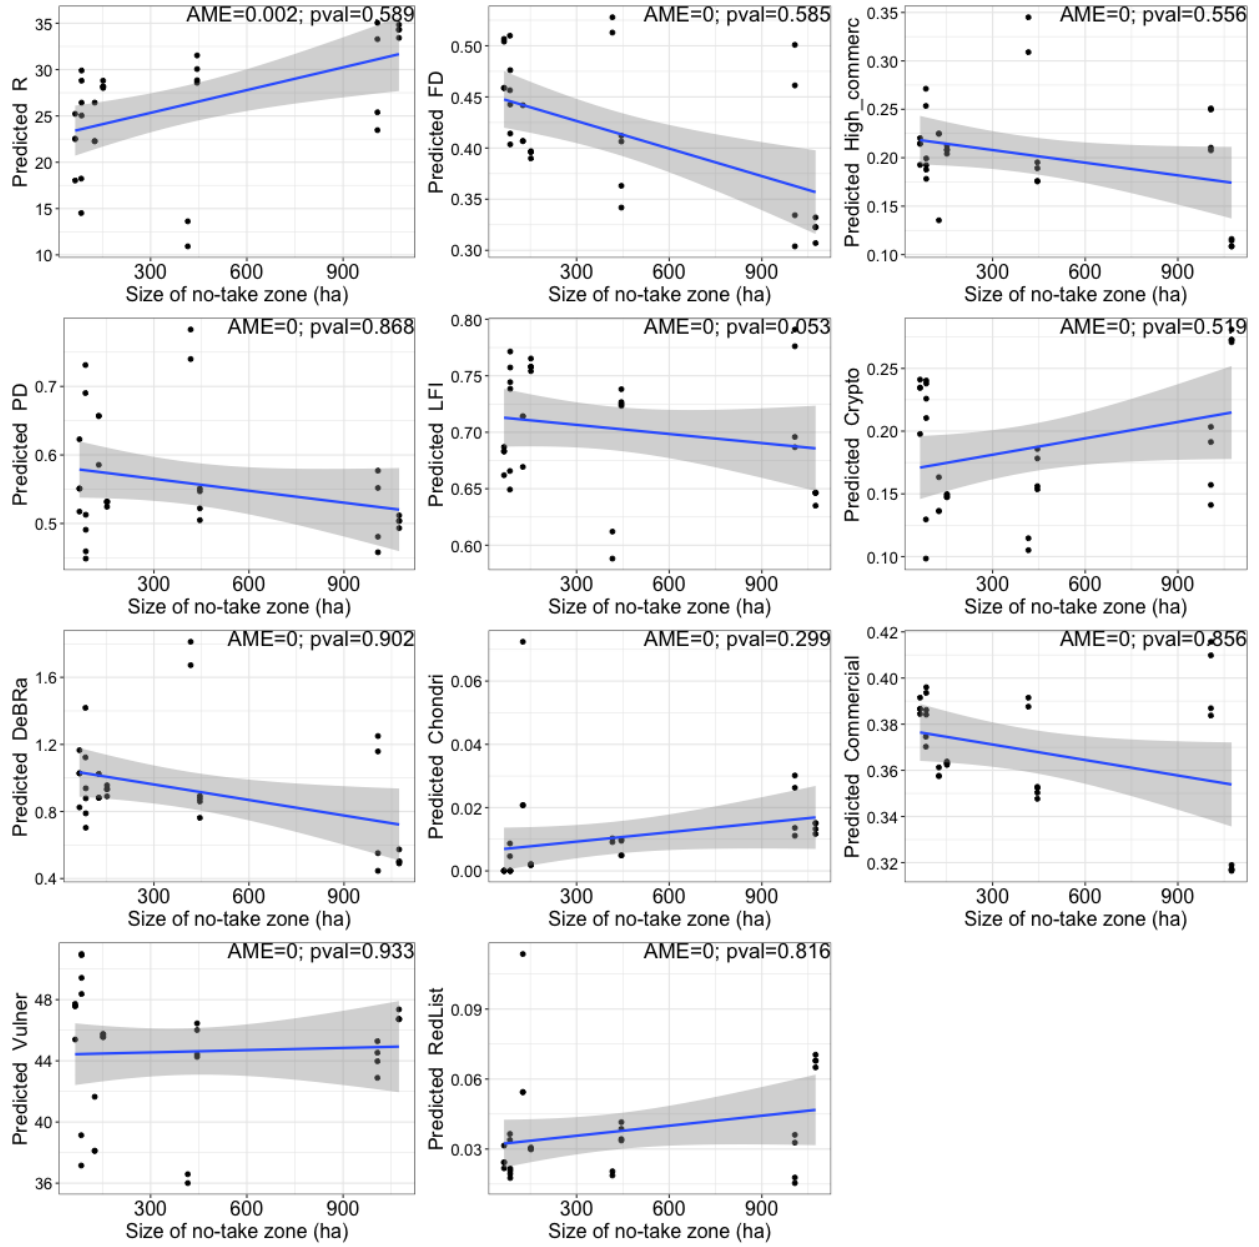 AME=0.002; pval=0.589
Predicted R
35
30
25
20
15
10
300 600 900
Size of no-take zone (ha)
AME=0; pval=0.585
Predicted FD
0.50
0.45
0.40
0.35
0.30
300 600 900
Size of no-take zone (ha)
AME=0; pval=0.556
Predicted High_commerc
0.35
0.30
0.25
0.20
0.15
0.10
300 600 900
Size of no-take zone (ha)
AME=0; pval=0.868
Predicted PD
0.7
0.6
0.5
300 600 900
Size of no-take zone (ha)
AME=0; pval=0.053
Predicted LFI
0.80
0.75
0.70
0.65
0.60
300 600 900
Size of no-take zone (ha)
AME=0; pval=0.519
Predicted Crypto
0.25
0.20
0.15
0.10
300 600 900
Size of no-take zone (ha)
AME=0; pval=0.902
Predicted DeBRa
1.6
1.2
0.8
0.4
300 600 900
Size of no-take zone (ha)
AME=0; pval=0.299
Predicted Chondri
0.06
0.04
0.02
0.00
300 600 900
Size of no-take zone (ha)
AME=0; pval=0.856
Predicted Commercial
0.42
0.40
0.38
0.36
0.34
0.32
300 600 900
Size of no-take zone (ha)
AME=0; pval=0.933
Predicted Vulner
48
44
40
36
300 600 900
Size of no-take zone (ha)
AME=0; pval=0.816
Predicted RedList
0.09
0.06
0.03
300 600 900
Size of no-take zone (ha)